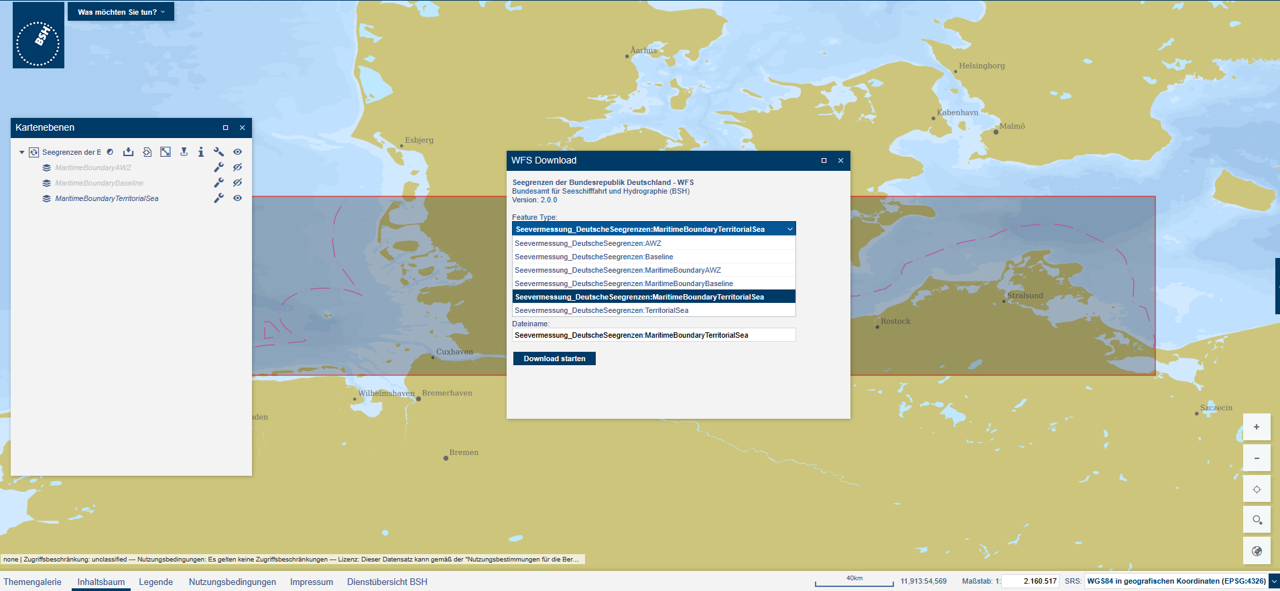 BSH
Was möchten Sie tun?
Aarhus
Helsingborg
København
Malmö
Esbjerg
Kartenebenen
Seegrenzen der E
MaritimeBoundaryAWZ
MaritimeBoundaryBaseline
MaritimeBoundaryTerritorialSea
WFS Download
Seegrenzen der Bundesrepublik Deutschland - WFS
Bundesamt für Seeschifffahrt und Hydrographie (BSH)
Version: 2.0.0
Feature Type:
Seevermessung_DeutscheSeegrenzen:MaritimeBoundaryTerritorialSea
Seevermessung_DeutscheSeegrenzen:AWZ
Seevermessung_DeutscheSeegrenzen:Baseline
Seevermessung_DeutscheSeegrenzen:MaritimeBoundaryAWZ
Seevermessung_DeutscheSeegrenzen:MaritimeBoundaryBaseline
Seevermessung_DeutscheSeegrenzen:MaritimeBoundaryTerritorialSea
Seevermessung_DeutscheSeegrenzen:TerritorialSea
Dateiname:
Seevermessung_DeutscheSeegrenzen:MaritimeBoundaryTerritorialSea
Download starten
Stralsund
Rostock
Cuxhaven
Wilhelmshaven
Bremerhaven
Szczecin
den
Bremen
none | Zugriffsbeschränkung: unclassified --- Nutzungsbedingungen: Es gelten keine Zugriffsbeschränkungen --- Lizenz: Dieser Datensatz kann gemäß der "Nutzungsbestimmungen für die Ber...
Themengalerie Inhaltsbaum Legende Nutzungsbedingungen Impressum Dienstübersicht BSH 40km 11,913:54,569 Maßstab: 1: 2.160.517 SRS: WGS84 in geografischen Koordinaten (EPSG:4326)